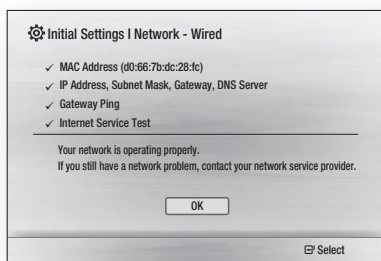 Initial Settings I Network - Wired
✓ MAC Address (d0:66:7b:dc:28:fc)
✓ IP Address, Subnet Mask, Gateway, DNS Server
✓ Gateway Ping
✓ Internet Service Test
Your network is operating properly.
If you still have a network problem, contact your network service provider.
OK
Select